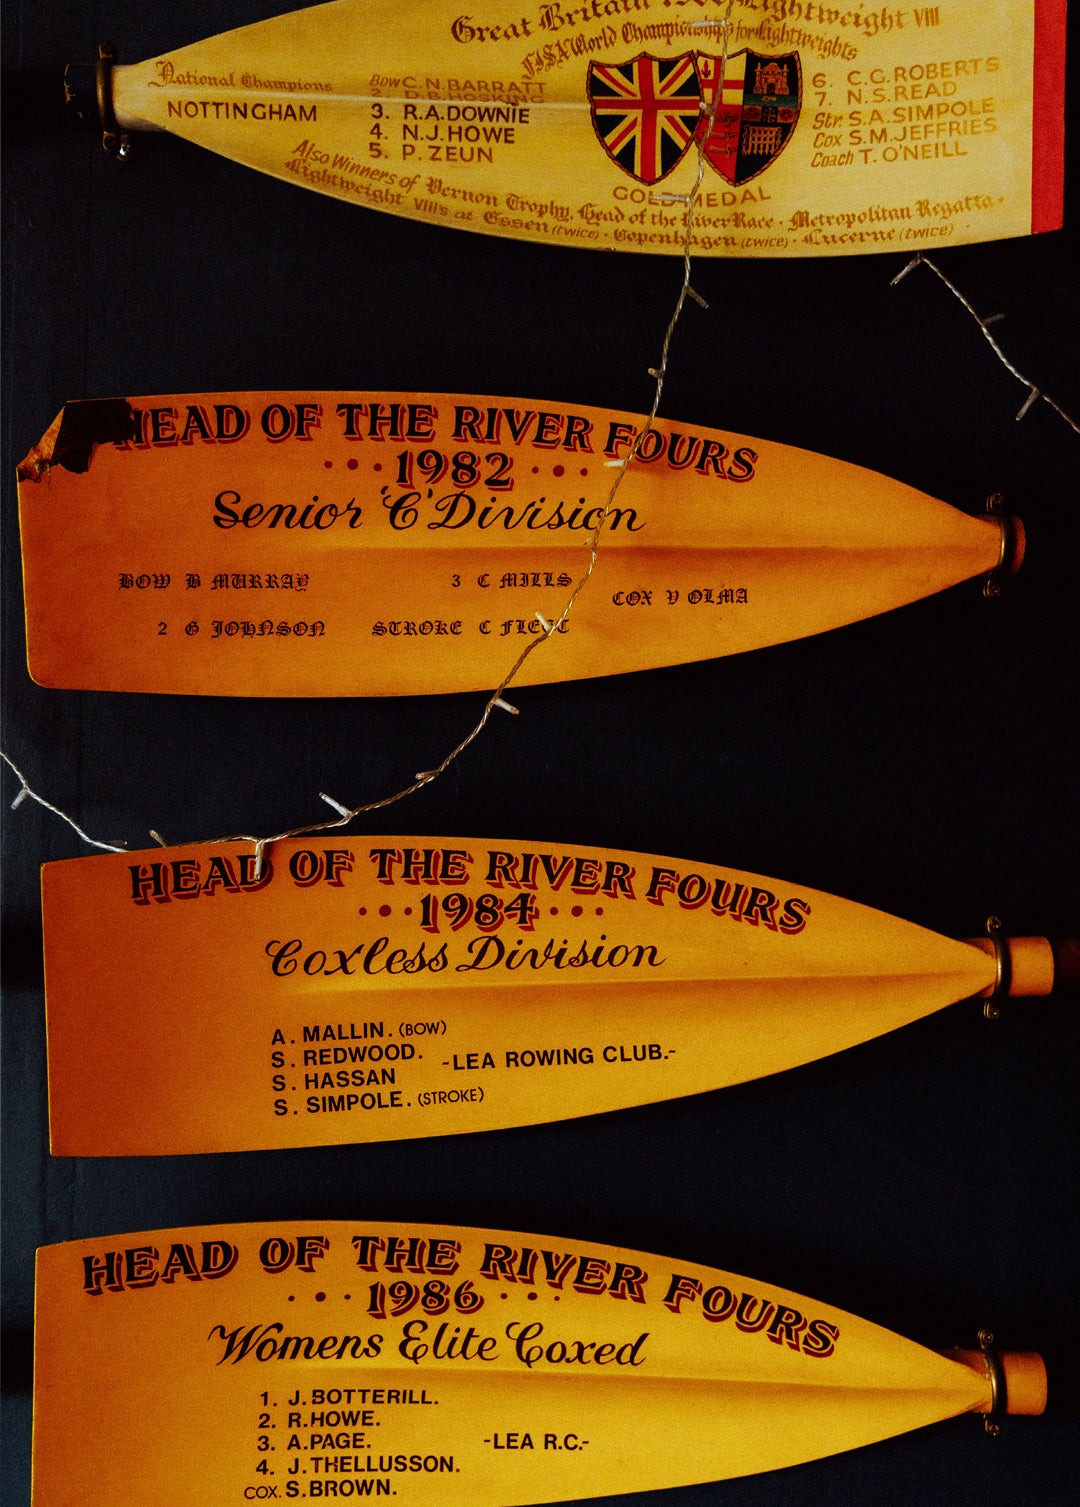 Great Britain Lightweight VIII
FISA World Championships for Lightweights
National Champions
NOTTINGHAM
Bow C.N.BARRATT
2. D.B.HOSKING
3. R.A.DOWNIE
4. N.J.HOWE
5. P.ZEUN
6. C.G.ROBERTS
7. N.S.READ
Str. S.A.SIMPOLE
Cox S.M.JEFFRIES
Coach T.O'NEILL
GOLD MEDAL
Also Winners of Vernon Trophy, Head of the River Race · Metropolitan Regatta ·
Lightweight VIII's at Essen (twice) · Copenhagen (twice) · Lucerne (twice)
HEAD OF THE RIVER FOURS
···1982···
Senior 'C' Division
BOW B MURRAY
2 G JOHNSON
3 C MILLS
STROKE C FLEET
COX V OLMA
HEAD OF THE RIVER FOURS
···1984···
Coxless Division
A. MALLIN. (BOW)
S. REDWOOD.
S. HASSAN
S. SIMPOLE. (STROKE)
-LEA ROWING CLUB.-
HEAD OF THE RIVER FOURS
···1986···
Womens Elite Coxed
1. J.BOTTERILL.
2. R.HOWE.
3. A.PAGE.
4. J.THELLUSSON.
COX. S.BROWN.
-LEA R.C.-